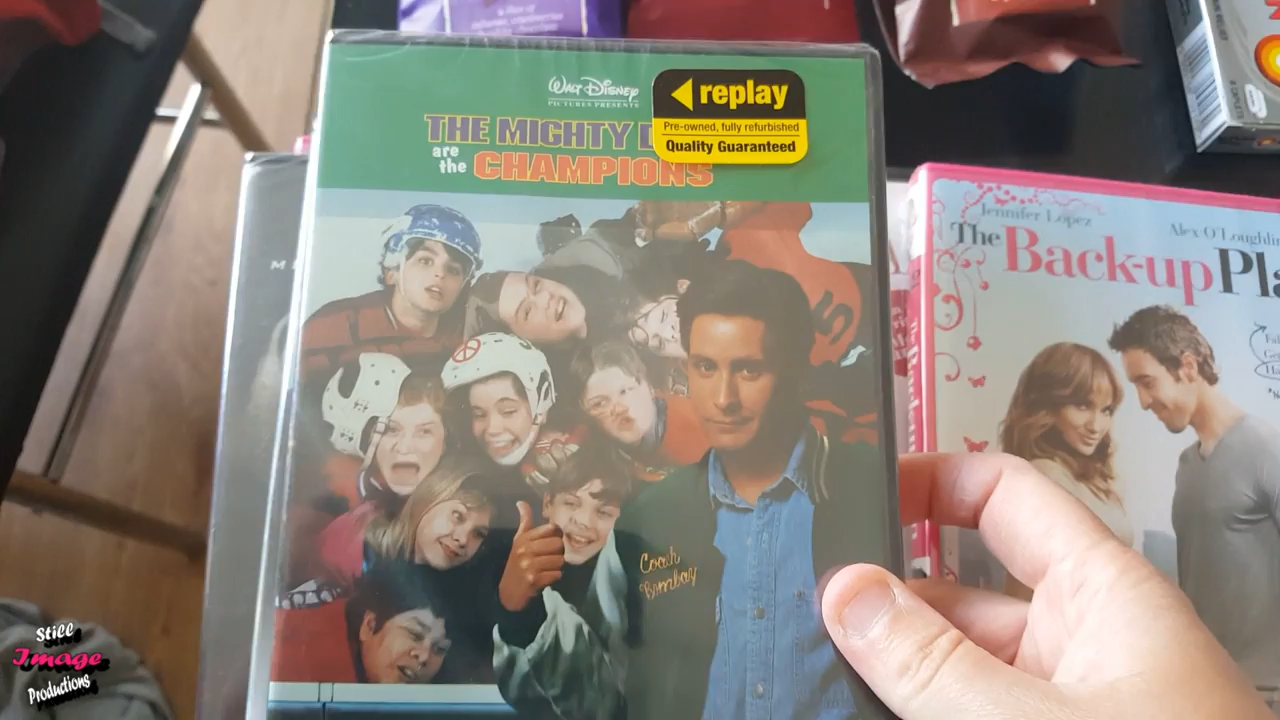 WALT DISNEY
PICTURES PRESENTS
THE MIGHTY D
are
the
CHAMPIONS
replay
Pre-owned, fully refurbished
Quality Guaranteed
Coach
Bombay
Jennifer Lopez
Alex O'Loughlin
The Back-up Pla
Still
Image
Productions